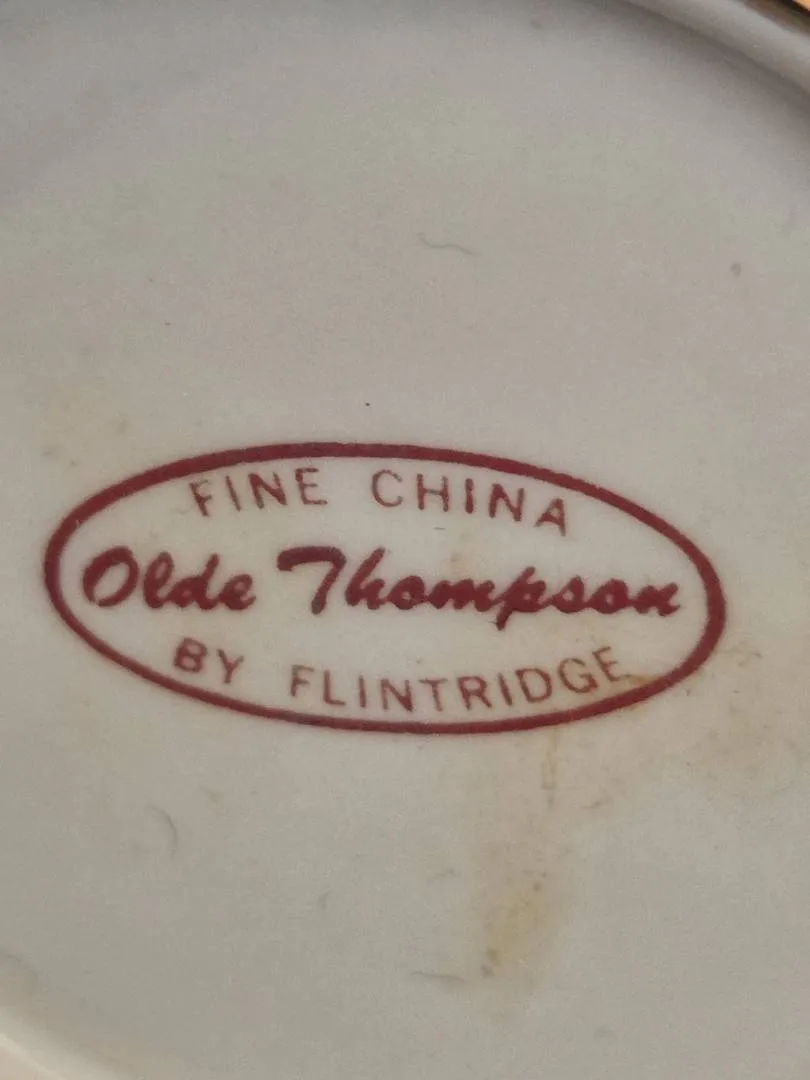 FINE CHINA
Olde Thompson
BY FLINTRIDGE